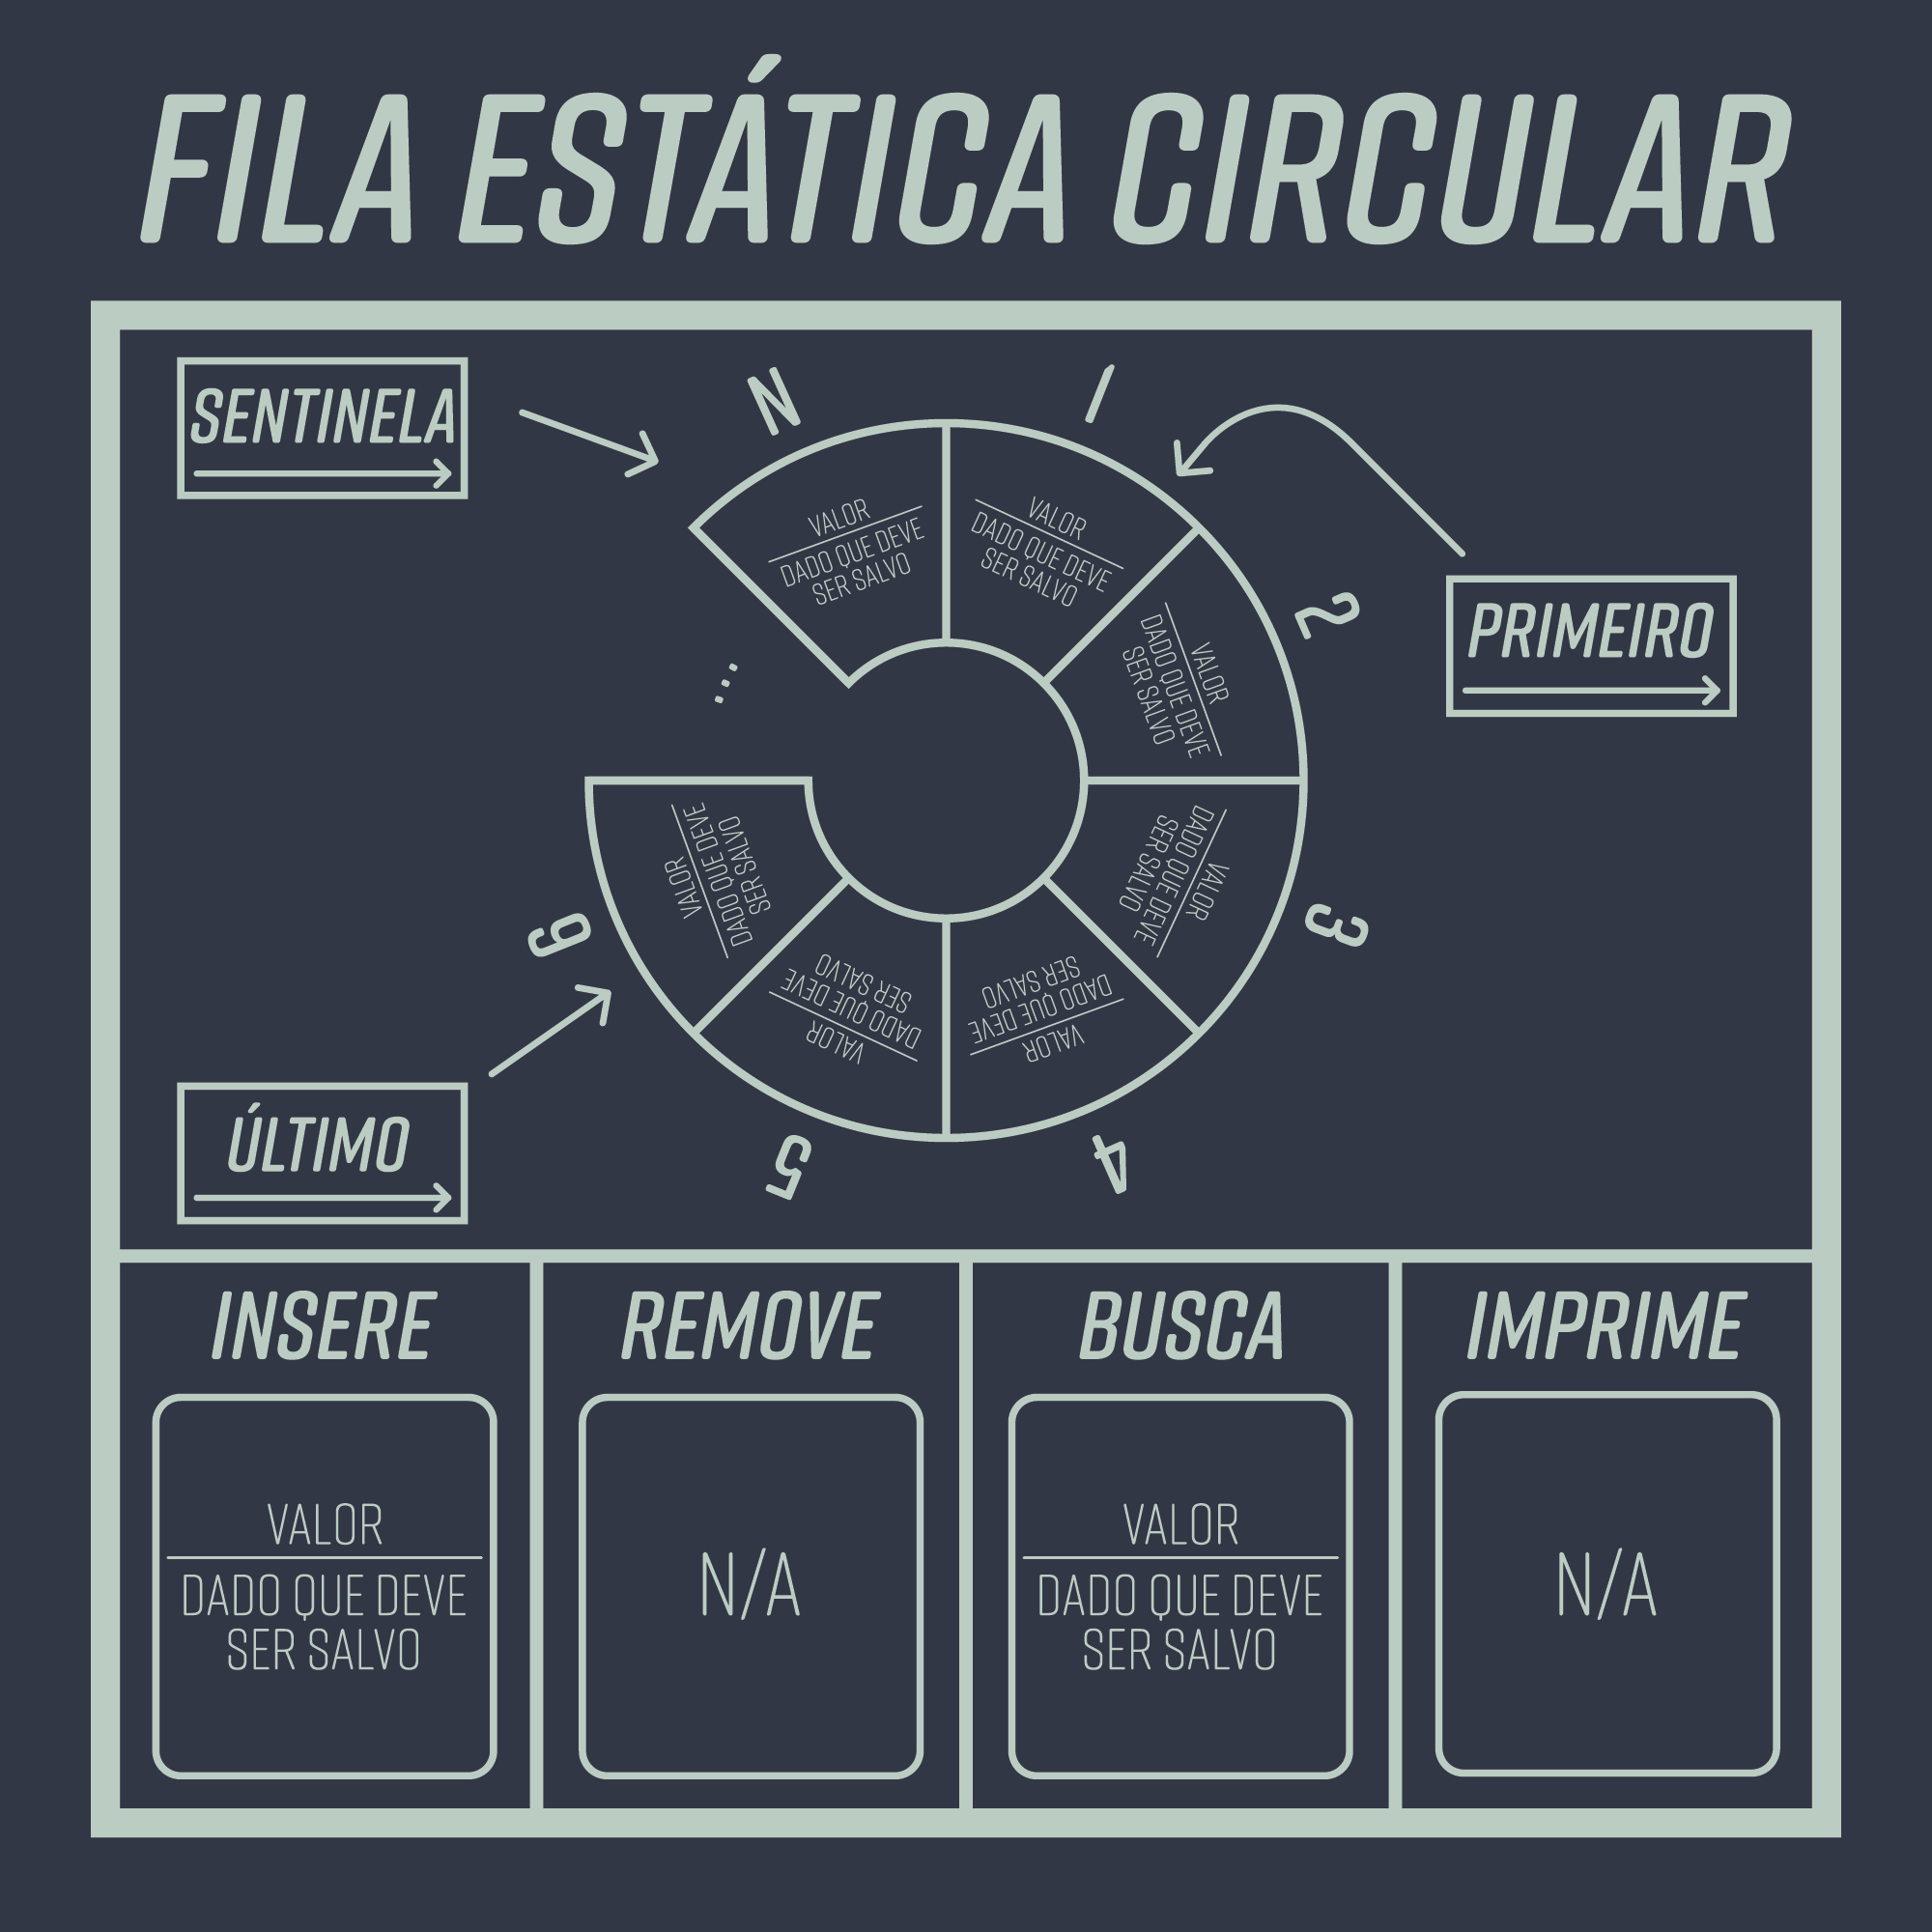 FILA ESTÁTICA CIRCULAR
SENTINELA
N
1
VALOR
DADO QUE DEVE
SER SALVO
VALOR
DADO QUE DEVE
SER SALVO
2
PRIMEIRO
VALOR
DADO QUE DEVE
SER SALVO
...
VALOR
DADO QUE DEVE
SER SALVO
3
VALOR
DADO QUE DEVE
SER SALVO
4
VALOR
DADO QUE DEVE
SER SALVO
5
VALOR
DADO QUE DEVE
SER SALVO
6
ÚLTIMO
INSERE
VALOR
DADO QUE DEVE
SER SALVO
REMOVE
N/A
BUSCA
VALOR
DADO QUE DEVE
SER SALVO
IMPRIME
N/A